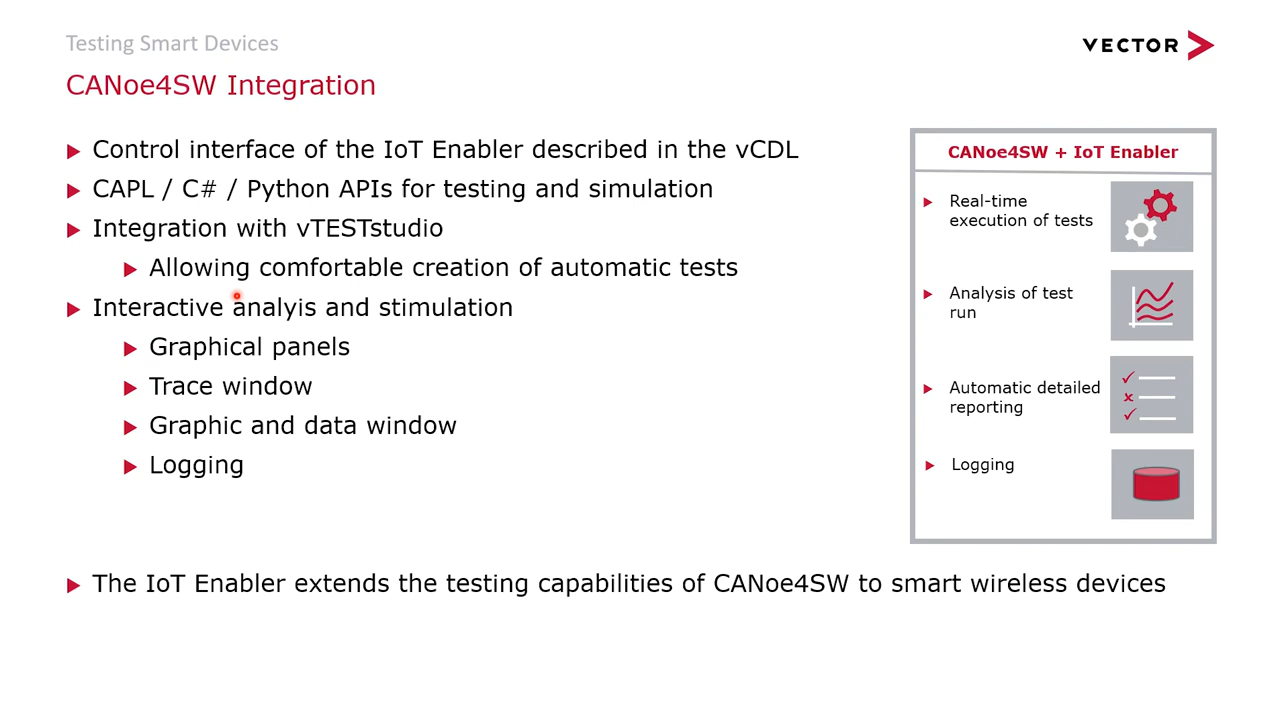 Testing Smart Devices
VECTOR
CANoe4SW Integration
Control interface of the IoT Enabler described in the vCDL
CAPL / C# / Python APIs for testing and simulation
Integration with vTESTstudio
Allowing comfortable creation of automatic tests
Interactive analyis and stimulation
Graphical panels
Trace window
Graphic and data window
Logging
CANoe4SW + IoT Enabler
Real-time
execution of tests
Analysis of test
run
Automatic detailed
reporting
Logging
The IoT Enabler extends the testing capabilities of CANoe4SW to smart wireless devices